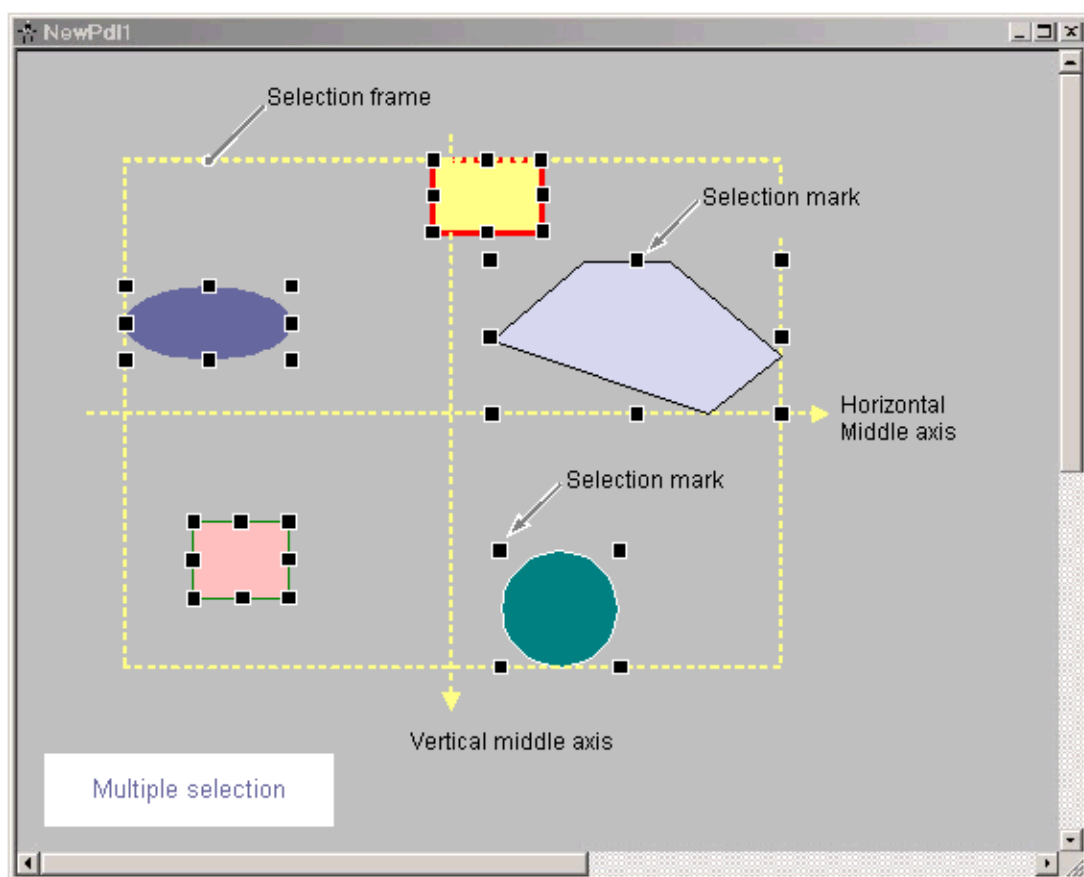 NewPdl1
Selection frame
Selection mark
Horizontal
Middle axis
Selection mark
Vertical middle axis
Multiple selection